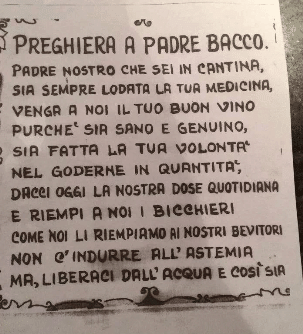 PREGHIERA A PADRE BACCO.
PADRE NOSTRO CHE SEI IN CANTINA,
SIA SEMPRE LODATA LA TUA MEDICINA,
VENGA A NOI IL TUO BUON VINO
PURCHE' SIA SANO E GENUINO,
SIA FATTA LA TUA VOLONTA'
NEL GODERNE IN QUANTITA',
DACCI OGGI LA NOSTRA DOSE QUOTIDIANA
E RIEMPI A NOI I BICCHIERI
COME NOI LI RIEMPIAMO AI NOSTRI BEVITORI
NON C'INDURRE ALL'ASTEMIA
MA, LIBERACI DALL'ACQUA E COSI' SIA